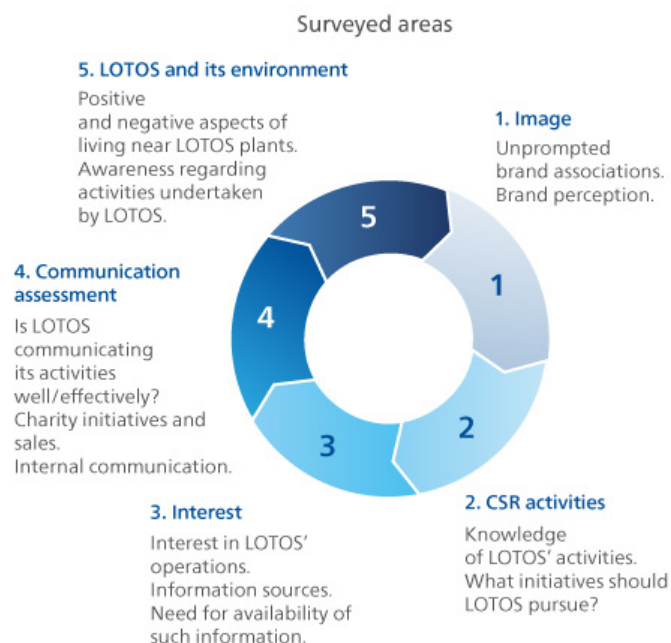 Surveyed areas
5. LOTOS and its environment
Positive
and negative aspects of
living near LOTOS plants.
Awareness regarding
activities undertaken
by LOTOS.
1. Image
Unprompted
brand associations.
Brand perception.
5
1
4
2
3
4. Communication
assessment
Is LOTOS
communicating
its activities
well/effectively?
Charity initiatives and
sales.
Internal communication.
3. Interest
Interest in LOTOS'
operations.
Information sources.
Need for availability of
such information.
2. CSR activities
Knowledge
of LOTOS' activities.
What initiatives should
LOTOS pursue?